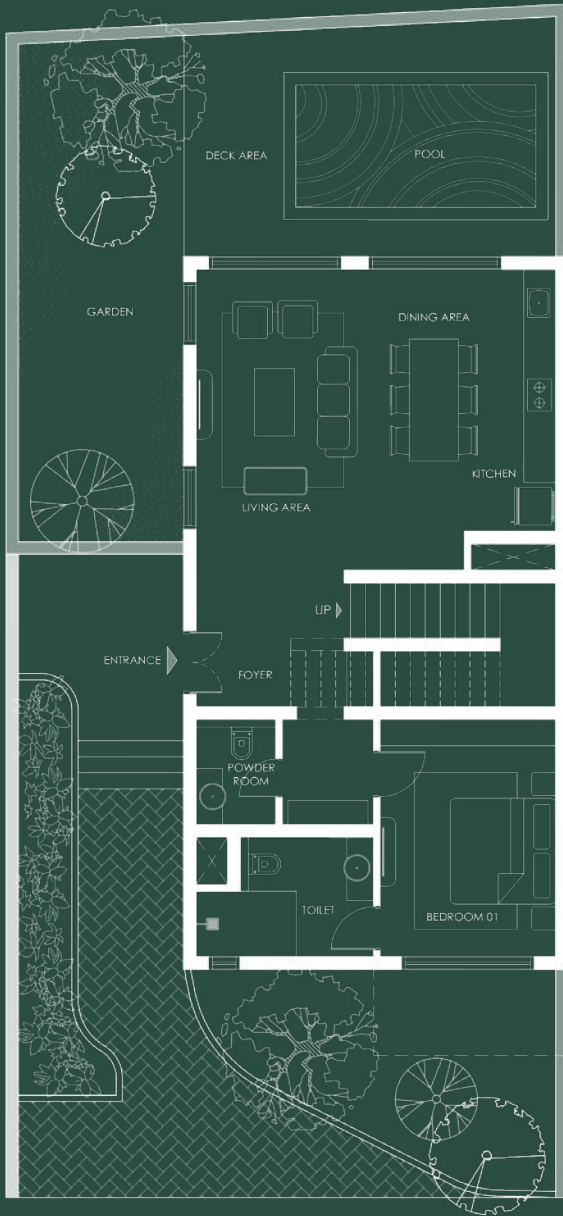 DECK AREA
POOL
GARDEN
DINING AREA
KITCHEN
LIVING AREA
UP
ENTRANCE
FOYER
POWDER
ROOM
TOILET
BEDROOM 01